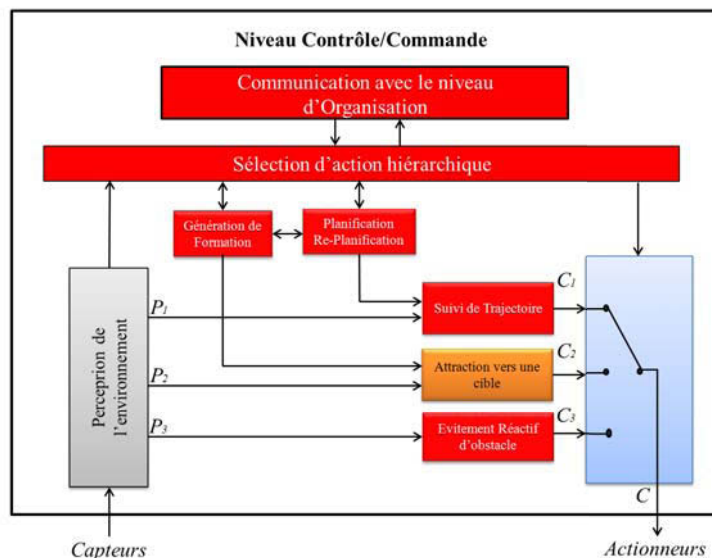 Niveau Contrôle/Commande
Communication avec le niveau
d'Organisation
Sélection d'action hiérarchique
Génération de
Formation
Planification
Re-Planification
Perceprion de
l'environnement
P1
P2
P3
Suivi de Trajectoire
Attraction vers une
cible
Evitement Réactif
d'obstacle
C1
C2
C3
C
Capteurs
Actionneurs